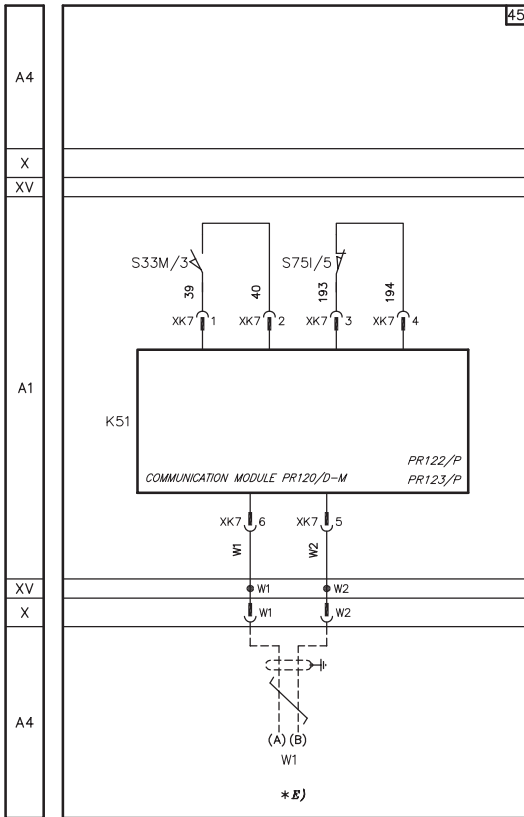 45
A4
X
XV
S33M/3 S75I/5
39 40 193 194
XK7 1 XK7 2 XK7 3 XK7 4
A1
K51
PR122/P
COMMUNICATION MODULE PR120/D-M PR123/P
XK7 6 XK7 5
W1 W2
XV W1 W2
X W1 W2
A4
(A) (B)
W1
*E)